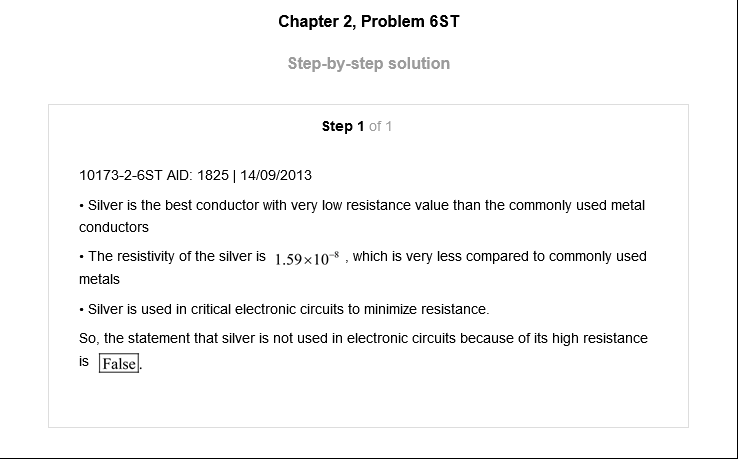 Chapter 2, Problem 6ST
Step-by-step solution
Step 1 of 1
10173-2-6ST AID: 1825 | 14/09/2013
• Silver is the best conductor with very low resistance value than the commonly used metal
conductors
• The resistivity of the silver is 1.59×10⁻⁸ , which is very less compared to commonly used
metals
• Silver is used in critical electronic circuits to minimize resistance.
So, the statement that silver is not used in electronic circuits because of its high resistance
is False.